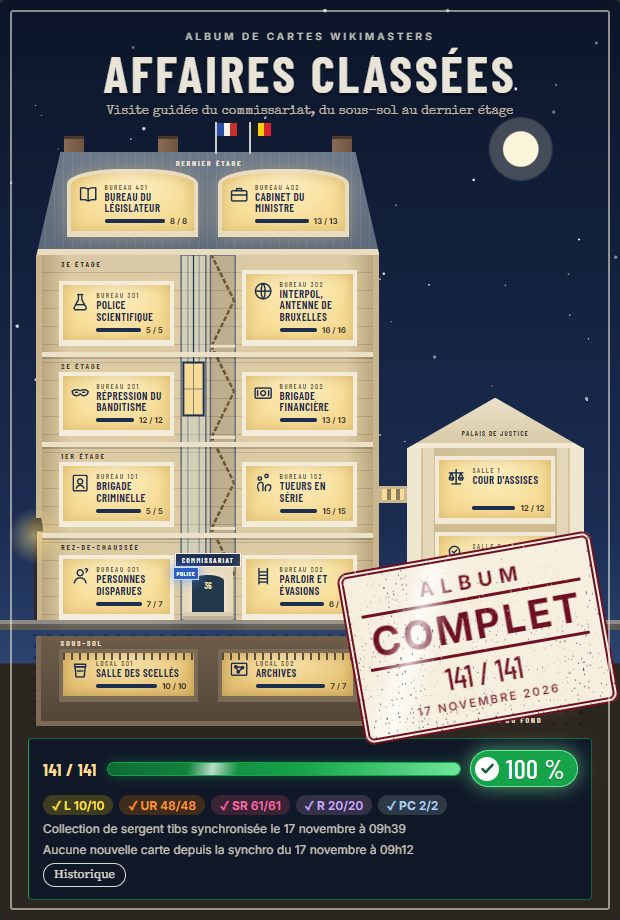 ALBUM DE CARTES WIKIMASTERS
AFFAIRES CLASSÉES
Visite guidée du commissariat, du sous-sol au dernier étage
DERNIER ÉTAGE
BUREAU 401
BUREAU DU
LÉGISLATEUR
8 / 8
BUREAU 402
CABINET DU
MINISTRE
13 / 13
3E ÉTAGE
BUREAU 301
POLICE
SCIENTIFIQUE
5 / 5
BUREAU 302
INTERPOL,
ANTENNE DE
BRUXELLES
16 / 16
2E ÉTAGE
BUREAU 201
RÉPRESSION DU
BANDITISME
12 / 12
BUREAU 202
BRIGADE
FINANCIÈRE
13 / 13
PALAIS DE JUSTICE
1ER ÉTAGE
BUREAU 101
BRIGADE
CRIMINELLE
5 / 5
BUREAU 102
TUEURS EN
SÉRIE
15 / 15
SALLE 1
COUR D'ASSISES
12 / 12
REZ-DE-CHAUSSÉE
BUREAU 001
PERSONNES
DISPARUES
7 / 7
COMMISSARIAT
POLICE
36
BUREAU 002
PARLOIR ET
ÉVASIONS
6 /
SALLE
SOUS-SOL
LOCAL S01
SALLE DES SCELLÉS
10 / 10
LOCAL S02
ARCHIVES
7 / 7
ALBUM
COMPLET
141 / 141
17 NOVEMBRE 2026
DU FOND
141 / 141
100 %
✓ L 10/10
✓ UR 48/48
✓ SR 61/61
✓ R 20/20
✓ PC 2/2
Collection de sergent tibs synchronisée le 17 novembre à 09h39
Aucune nouvelle carte depuis la synchro du 17 novembre à 09h12
Historique